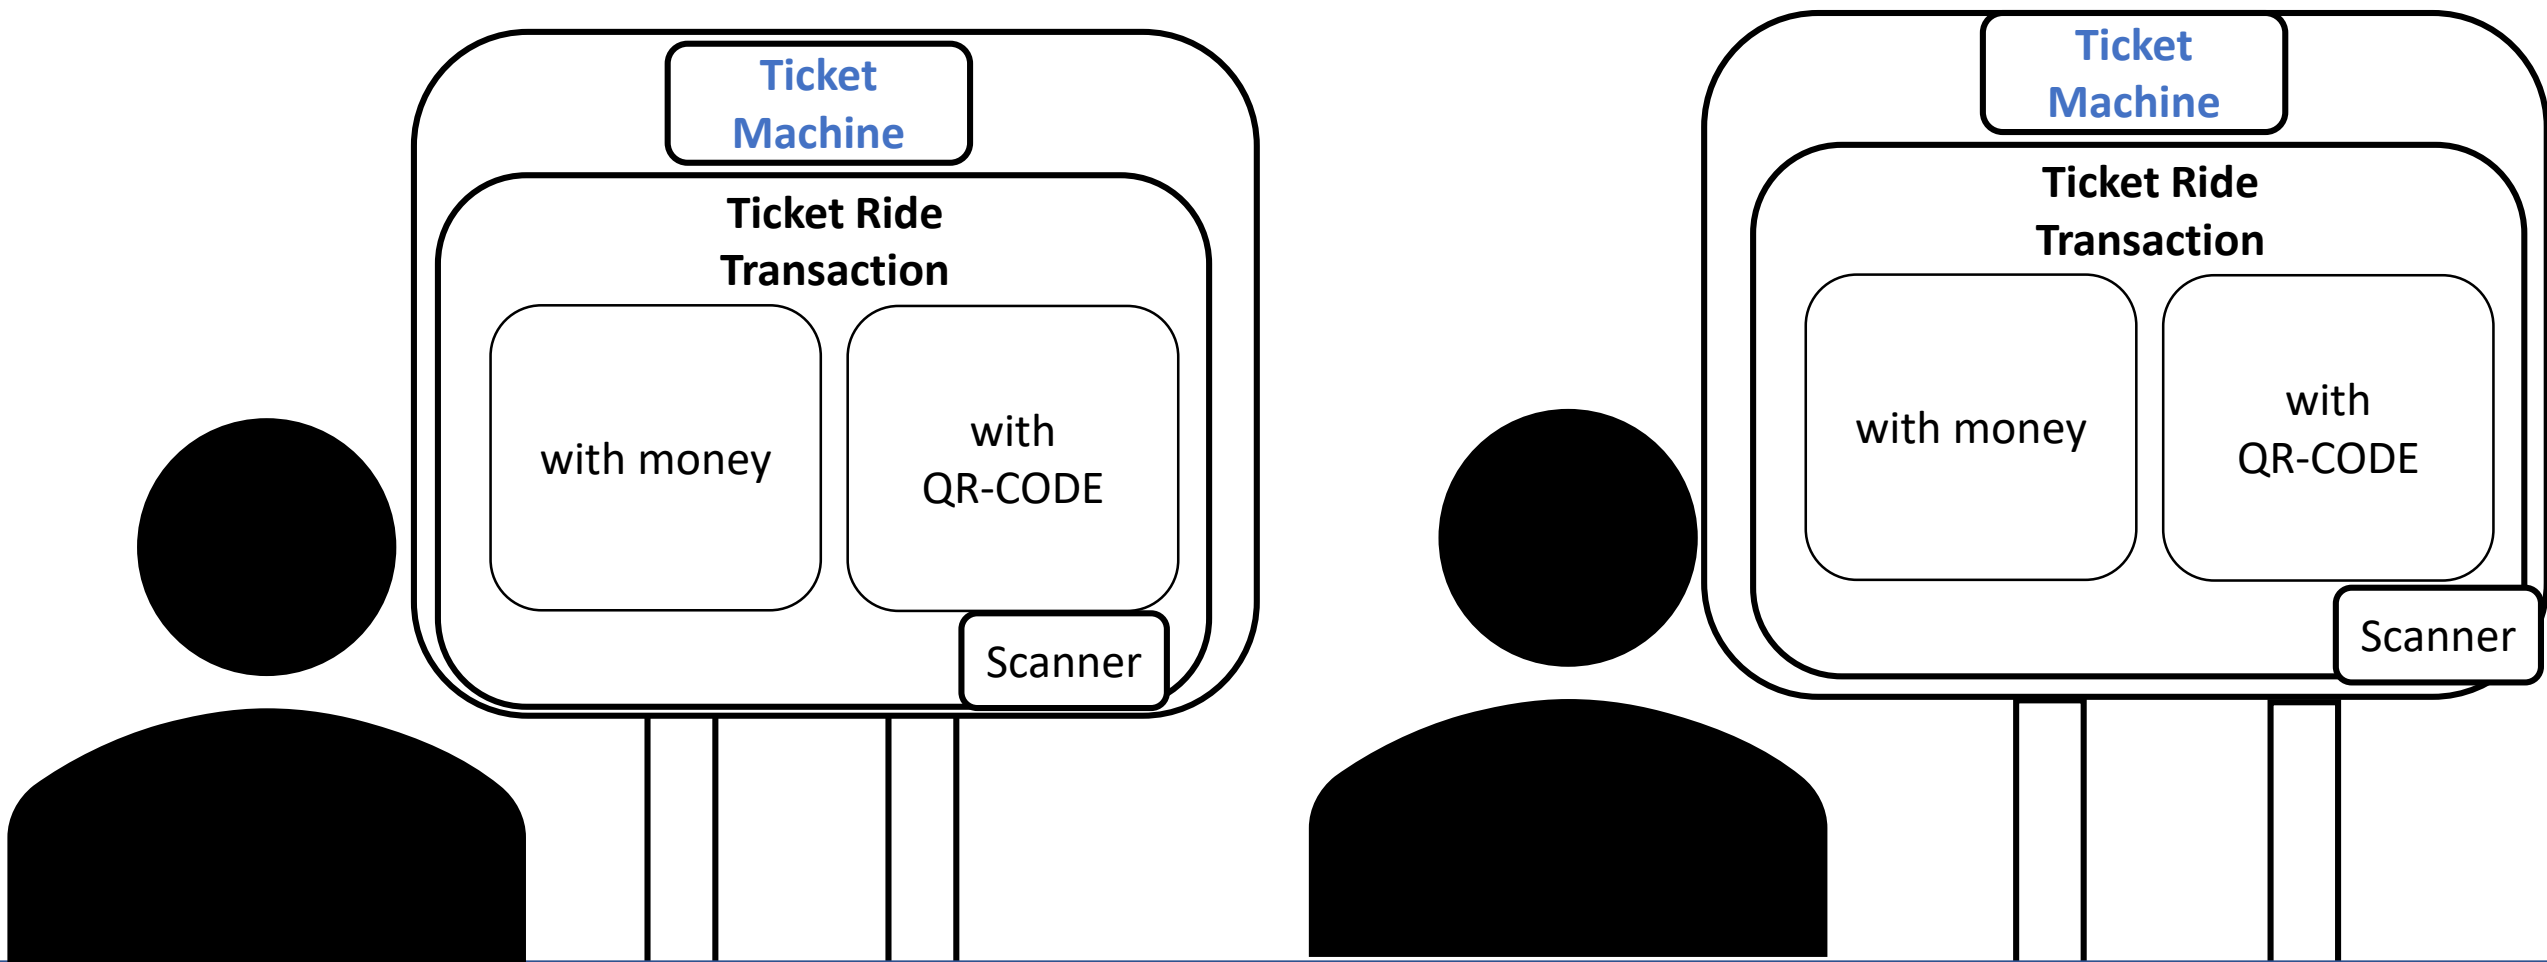 Ticket
Machine
Ticket Ride
Transaction
with money
with
QR-CODE
Scanner
Ticket
Machine
Ticket Ride
Transaction
with money
with
QR-CODE
Scanner